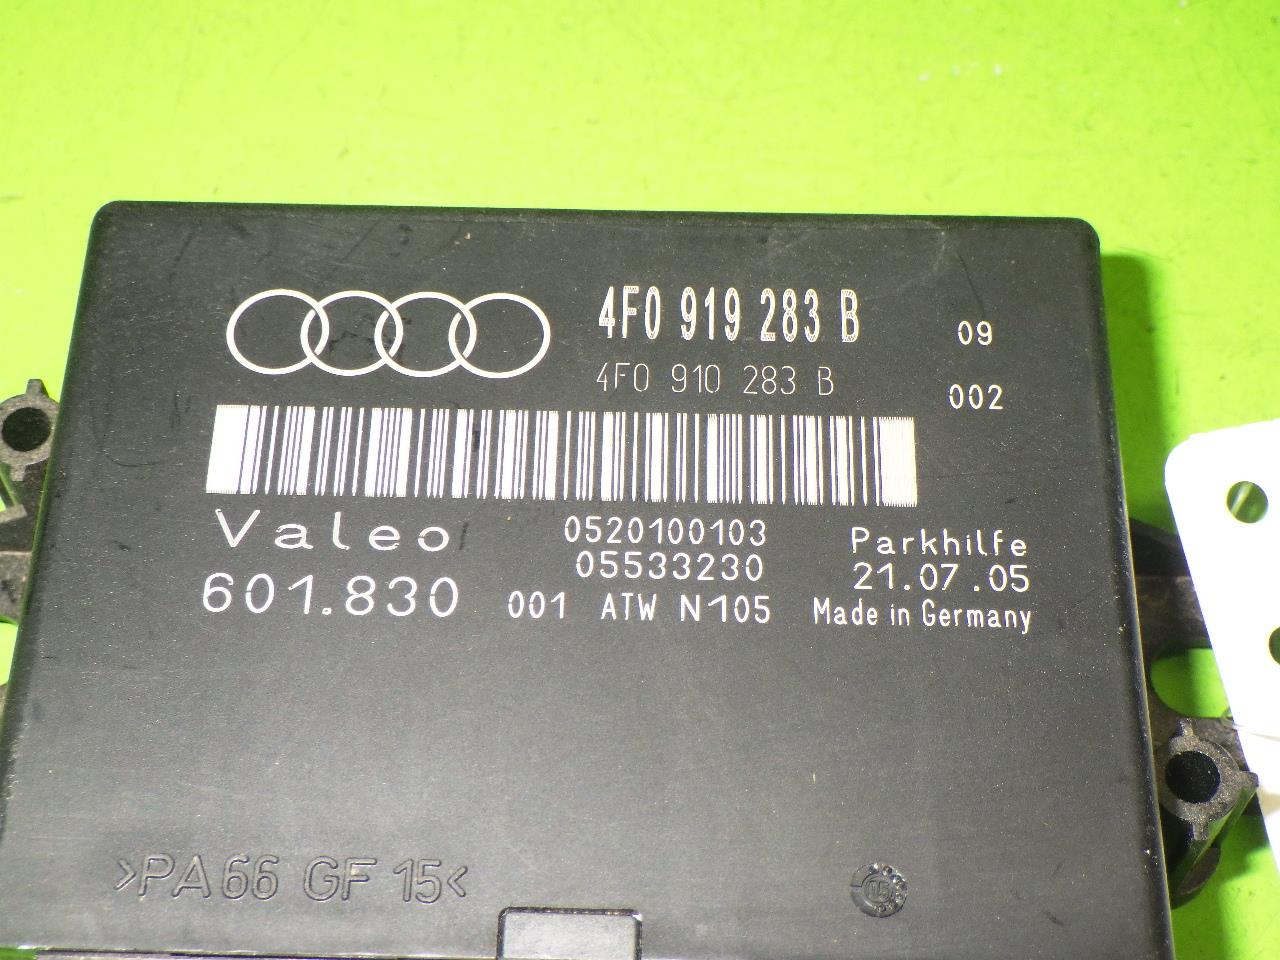 4F0 919 283 B 09
4F0 910 283 B 002
Valeo 0520100103 Parkhilfe
05533230 21.07.05
601.830 001 ATW N105 Made in Germany
>PA66 GF 15<
15